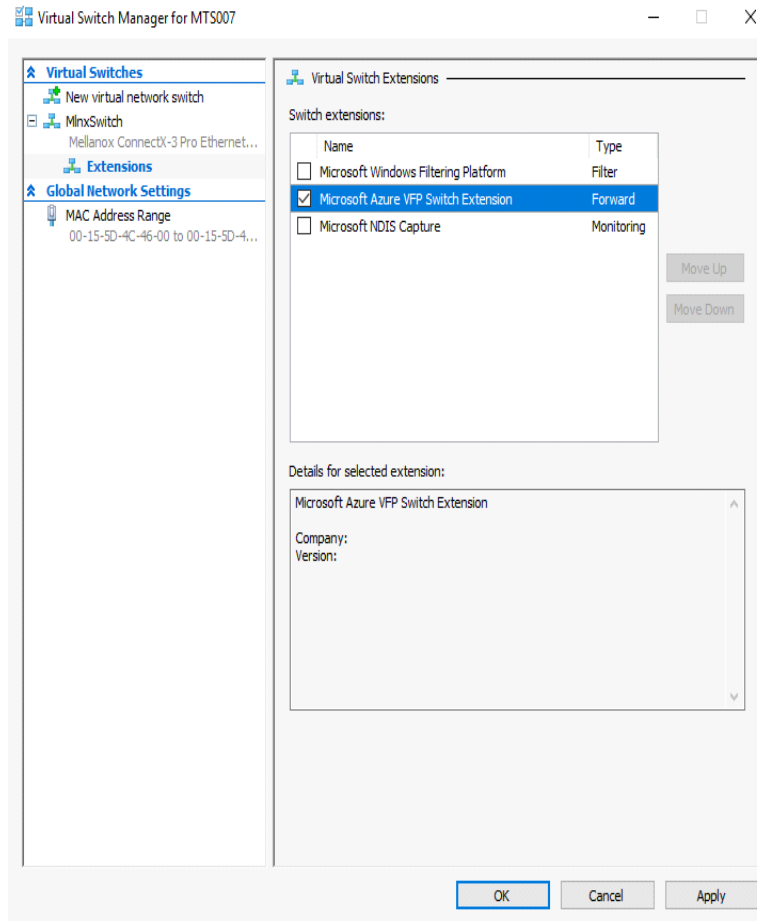 Virtual Switch Manager for MTS007
Virtual Switches
New virtual network switch
MlnxSwitch
Mellanox ConnectX-3 Pro Ethernet...
Extensions
Global Network Settings
MAC Address Range
00-15-5D-4C-46-00 to 00-15-5D-4...
Virtual Switch Extensions
Switch extensions:
Name Type
Microsoft Windows Filtering Platform Filter
Microsoft Azure VFP Switch Extension Forward
Microsoft NDIS Capture Monitoring
Move Up
Move Down
Details for selected extension:
Microsoft Azure VFP Switch Extension
Company:
Version:
OK Cancel Apply